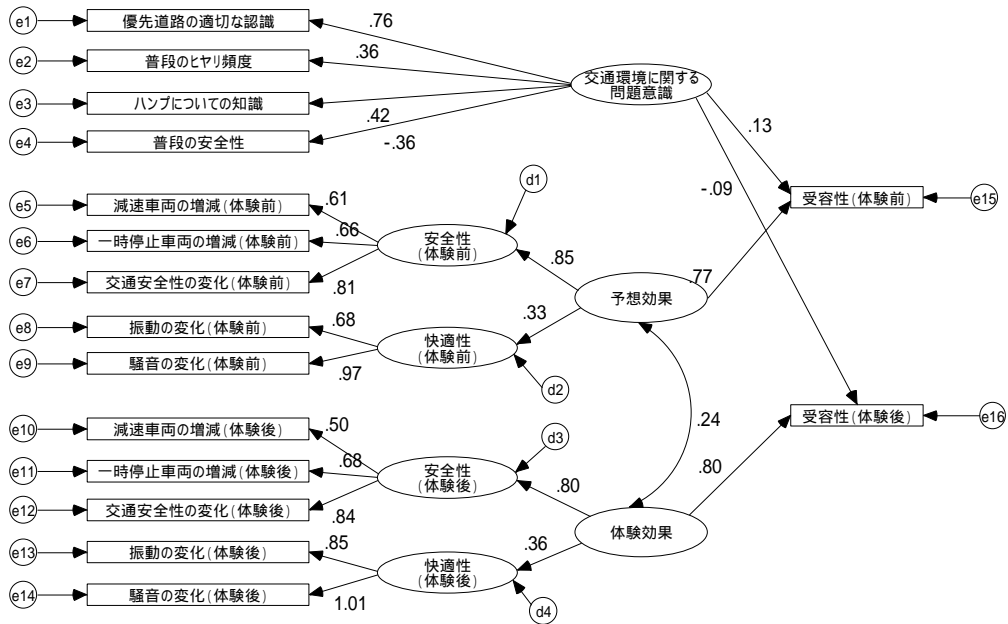 e1
優先道路の適切な認識
.76
e2
普段のヒヤリ頻度
.36
交通環境に関する
問題意識
e3
ハンプについての知識
.42
e4
普段の安全性
-.36
.13
-.09
受容性(体験前)
e15
d1
e5
減速車両の増減(体験前)
.61
e6
一時停止車両の増減(体験前)
.66
安全性
(体験前)
e7
交通安全性の変化(体験前)
.81
.85
.77
予想効果
e8
振動の変化(体験前)
.68
.33
快適性
(体験前)
e9
騒音の変化(体験前)
.97
d2
受容性(体験後)
e16
.24
e10
減速車両の増減(体験後)
.50
d3
e11
一時停止車両の増減(体験後)
.68
安全性
(体験後)
.80
.80
e12
交通安全性の変化(体験後)
.84
体験効果
e13
振動の変化(体験後)
.85
.36
快適性
(体験後)
e14
騒音の変化(体験後)
1.01
d4